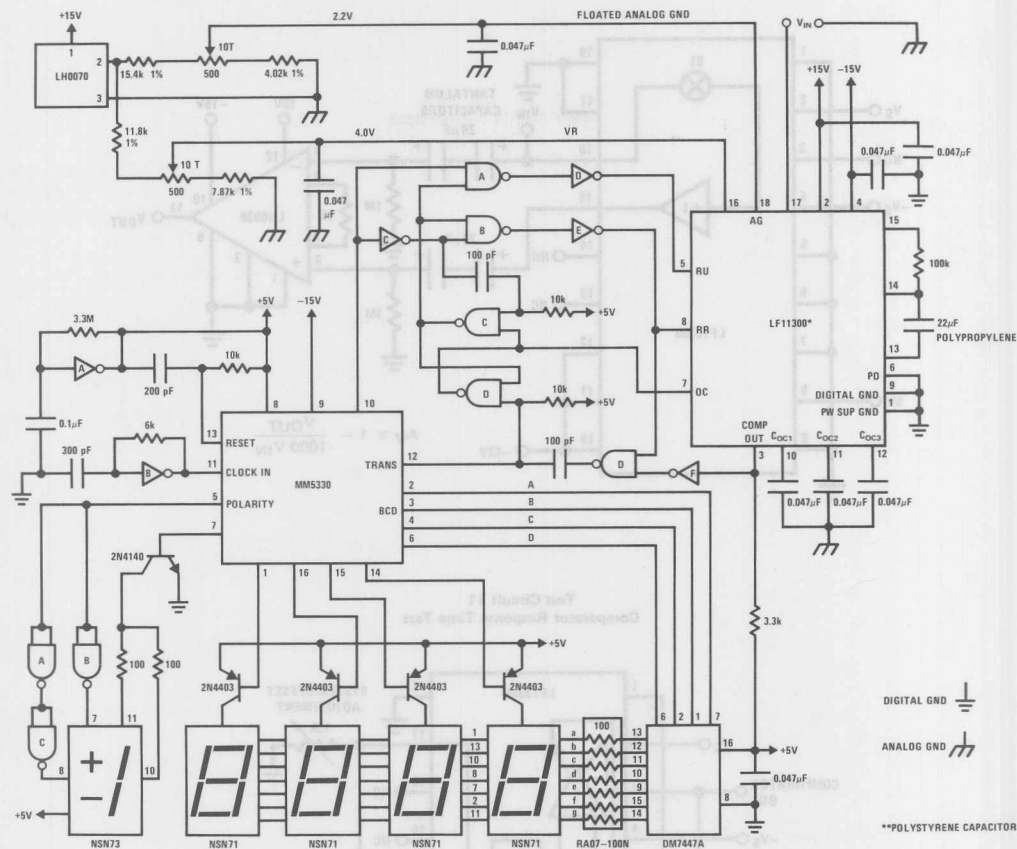 +15V
2.2V
FLOATED ANALOG GND
V_IN
1
LH0070
2
3
15.4k 1%
10T
500
4.02k 1%
0.047µF
+15V
-15V
11.8k
1%
4.0V
VR
10 T
500
7.87k 1%
0.047
µF
0.047µF
0.047µF
A
D
B
E
C
100 pF
10k
+5V
C
D
10k
+5V
100 pF
D
F
16
18
17
2
4
AG
15
100k
14
22µF
POLYPROPYLENE
13
5
RU
8
RR
7
OC
LF11300*
PD
6
DIGITAL GND
9
PW SUP GND
1
COMP
OUT
C_OC1
C_OC2
C_OC3
3
10
11
12
0.047µF
0.047µF
0.047µF
+5V
-15V
3.3M
A
200 pF
10k
0.1µF
300 pF
6k
B
8
9
10
13
RESET
11
CLOCK IN
5
POLARITY
7
MM5330
TRANS
12
BCD
2
3
4
6
A
B
C
D
1
16
15
14
2N4140
100
100
A
B
C
7
11
8
10
+5V
NSN73
2N4403
2N4403
2N4403
2N4403
+5V
NSN71
NSN71
NSN71
NSN71
1
13
10
8
7
2
11
a
b
c
d
e
f
g
100
13
12
11
10
9
15
14
RA07-100N
6
2
1
7
16
8
DM7447A
3.3k
+5V
0.047µF
DIGITAL GND
ANALOG GND
**POLYSTYRENE CAPACITOR